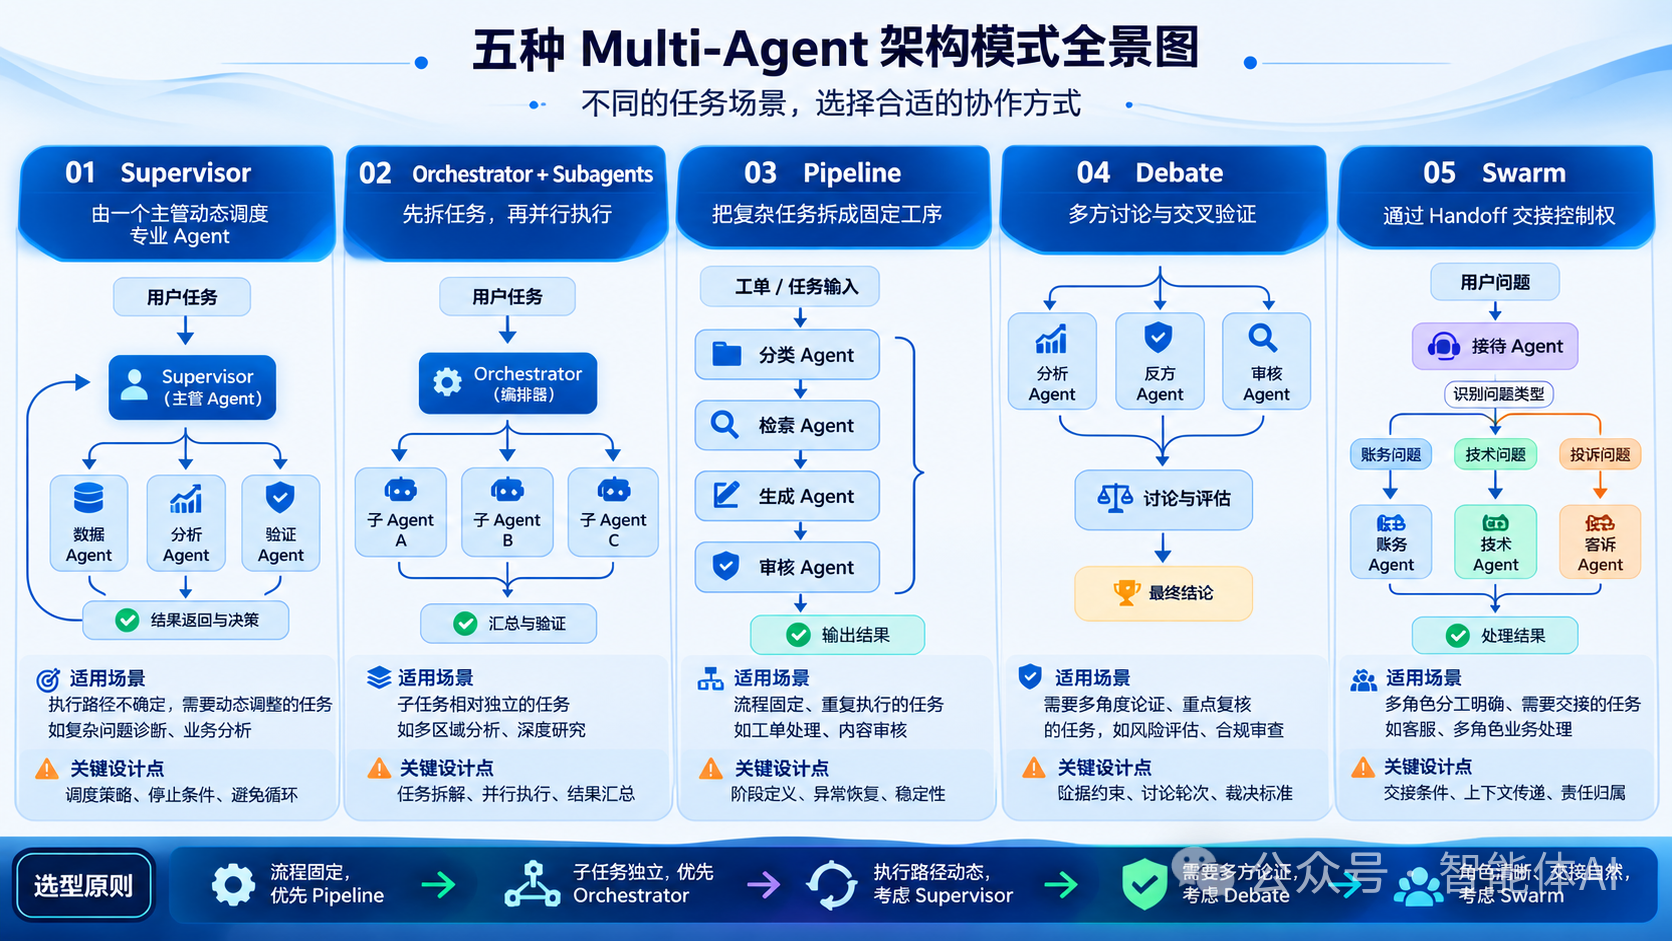 五种 Multi-Agent 架构模式全景图
不同的任务场景，选择合适的协作方式
01 Supervisor
由一个主管动态调度
专业 Agent
用户任务
Supervisor
（主管 Agent）
数据
Agent
分析
Agent
验证
Agent
结果返回与决策
适用场景
执行路径不确定，需要动态调整的任务
如复杂问题诊断、业务分析
关键设计点
调度策略、停止条件、避免循环
02 Orchestrator + Subagents
先拆任务，再并行执行
用户任务
Orchestrator
（编排器）
子 Agent
A
子 Agent
B
子 Agent
C
汇总与验证
适用场景
子任务相对独立的任务
如多区域分析、深度研究
关键设计点
任务拆解、并行执行、结果汇总
03 Pipeline
把复杂任务拆成固定工序
工单 / 任务输入
分类 Agent
检索 Agent
生成 Agent
审核 Agent
输出结果
适用场景
流程固定、重复执行的任务
如工单处理、内容审核
关键设计点
阶段定义、异常恢复、稳定性
04 Debate
多方讨论与交叉验证
分析
Agent
反方
Agent
审核
Agent
讨论与评估
最终结论
适用场景
需要多角度论证、重点复核
的任务，如风险评估、合规审查
关键设计点
据约束、讨论轮次、裁决标准
05 Swarm
通过 Handoff 交接控制权
用户问题
接待 Agent
识别问题类型
账务问题
技术问题
投诉问题
账务
Agent
技术
Agent
客诉
Agent
处理结果
适用场景
多角色分工明确、需要交接的任务
如客服、多角色业务处理
关键设计点
交接条件、上下文传递、责任归属
选型原则
流程固定，
优先 Pipeline
子任务独立，优先
Orchestrator
执行路径动态，
考虑 Supervisor
需要多方论证，
考虑 Debate
角色清晰、交接自然，
考虑 Swarm
公众号 · 智能体AI